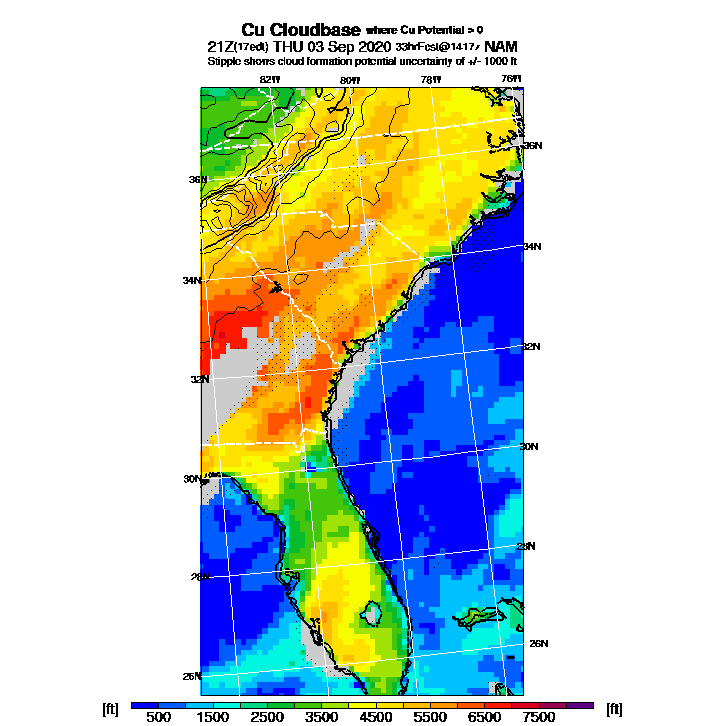 Cu Cloudbase where Cu Potential > 0
21Z(17edt) THU 03 Sep 2020 33hrFcst@1417z NAM
Stipple shows cloud formation potential uncertainty of +/- 1000 ft
82W 80W 78W 76W
36N
36N
34N
34N
32N
32N
30N
30N
28N
28N
26N
26N
[ft] 500 1500 2500 3500 4500 5500 6500 7500 [ft]